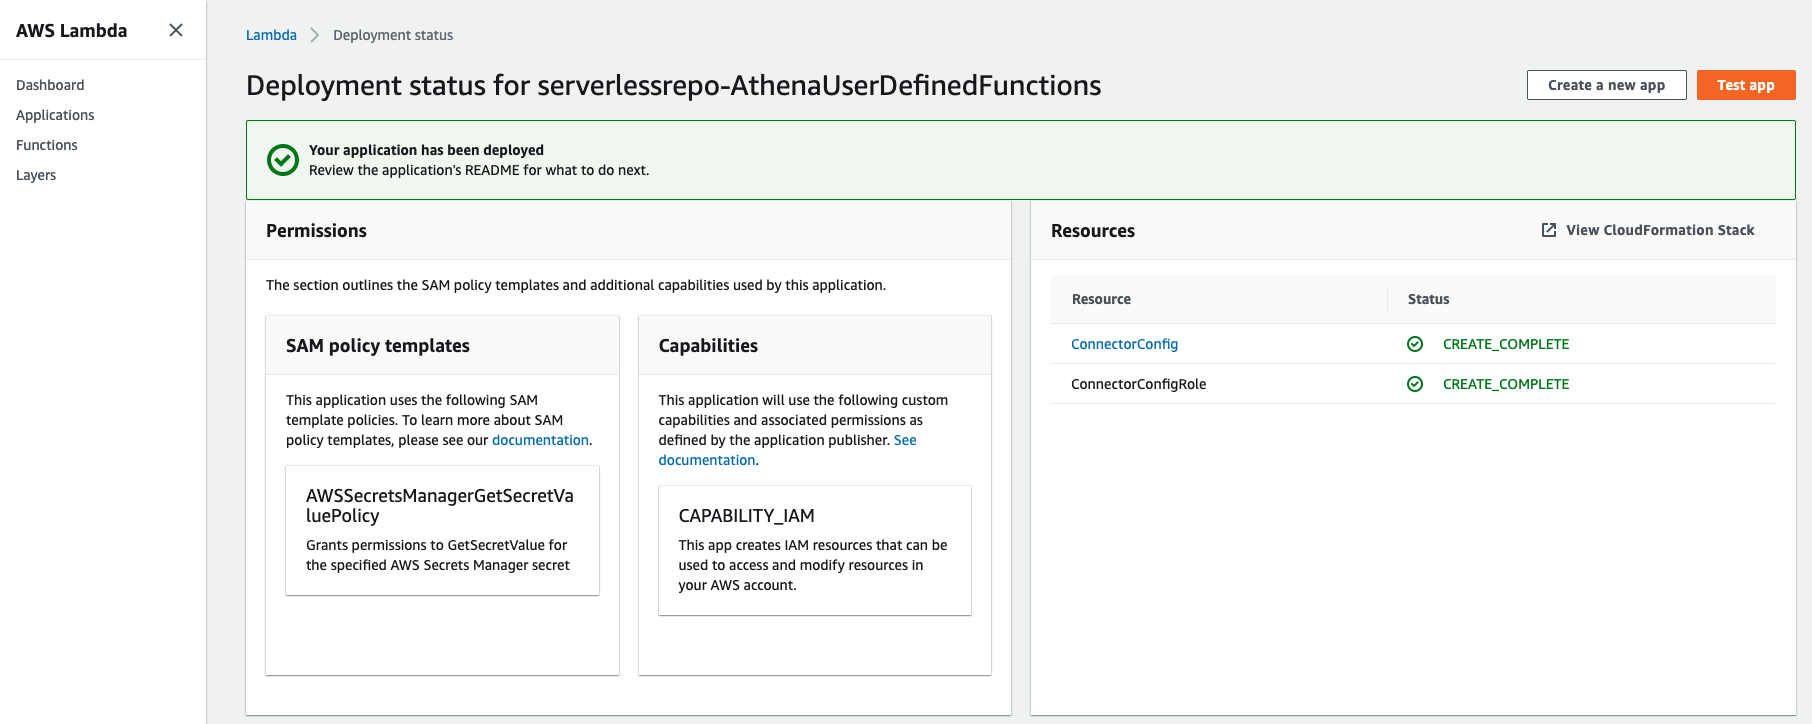 AWS Lambda
Dashboard
Applications
Functions
Layers
Lambda
Deployment status
Deployment status for serverlessrepo-AthenaUserDefinedFunctions
Create a new app
Test app
Your application has been deployed
Review the application's README for what to do next.
Permissions
The section outlines the SAM policy templates and additional capabilities used by this application.
SAM policy templates
This application uses the following SAM
template policies. To learn more about SAM
policy templates, please see our documentation.
AWSSecretsManagerGetSecretVa
luePolicy
Grants permissions to GetSecretValue for
the specified AWS Secrets Manager secret
Capabilities
This application will use the following custom
capabilities and associated permissions as
defined by the application publisher. See
documentation.
CAPABILITY_IAM
This app creates IAM resources that can be
used to access and modify resources in
your AWS account.
Resources
View CloudFormation Stack
Resource
Status
ConnectorConfig
CREATE_COMPLETE
ConnectorConfigRole
CREATE_COMPLETE